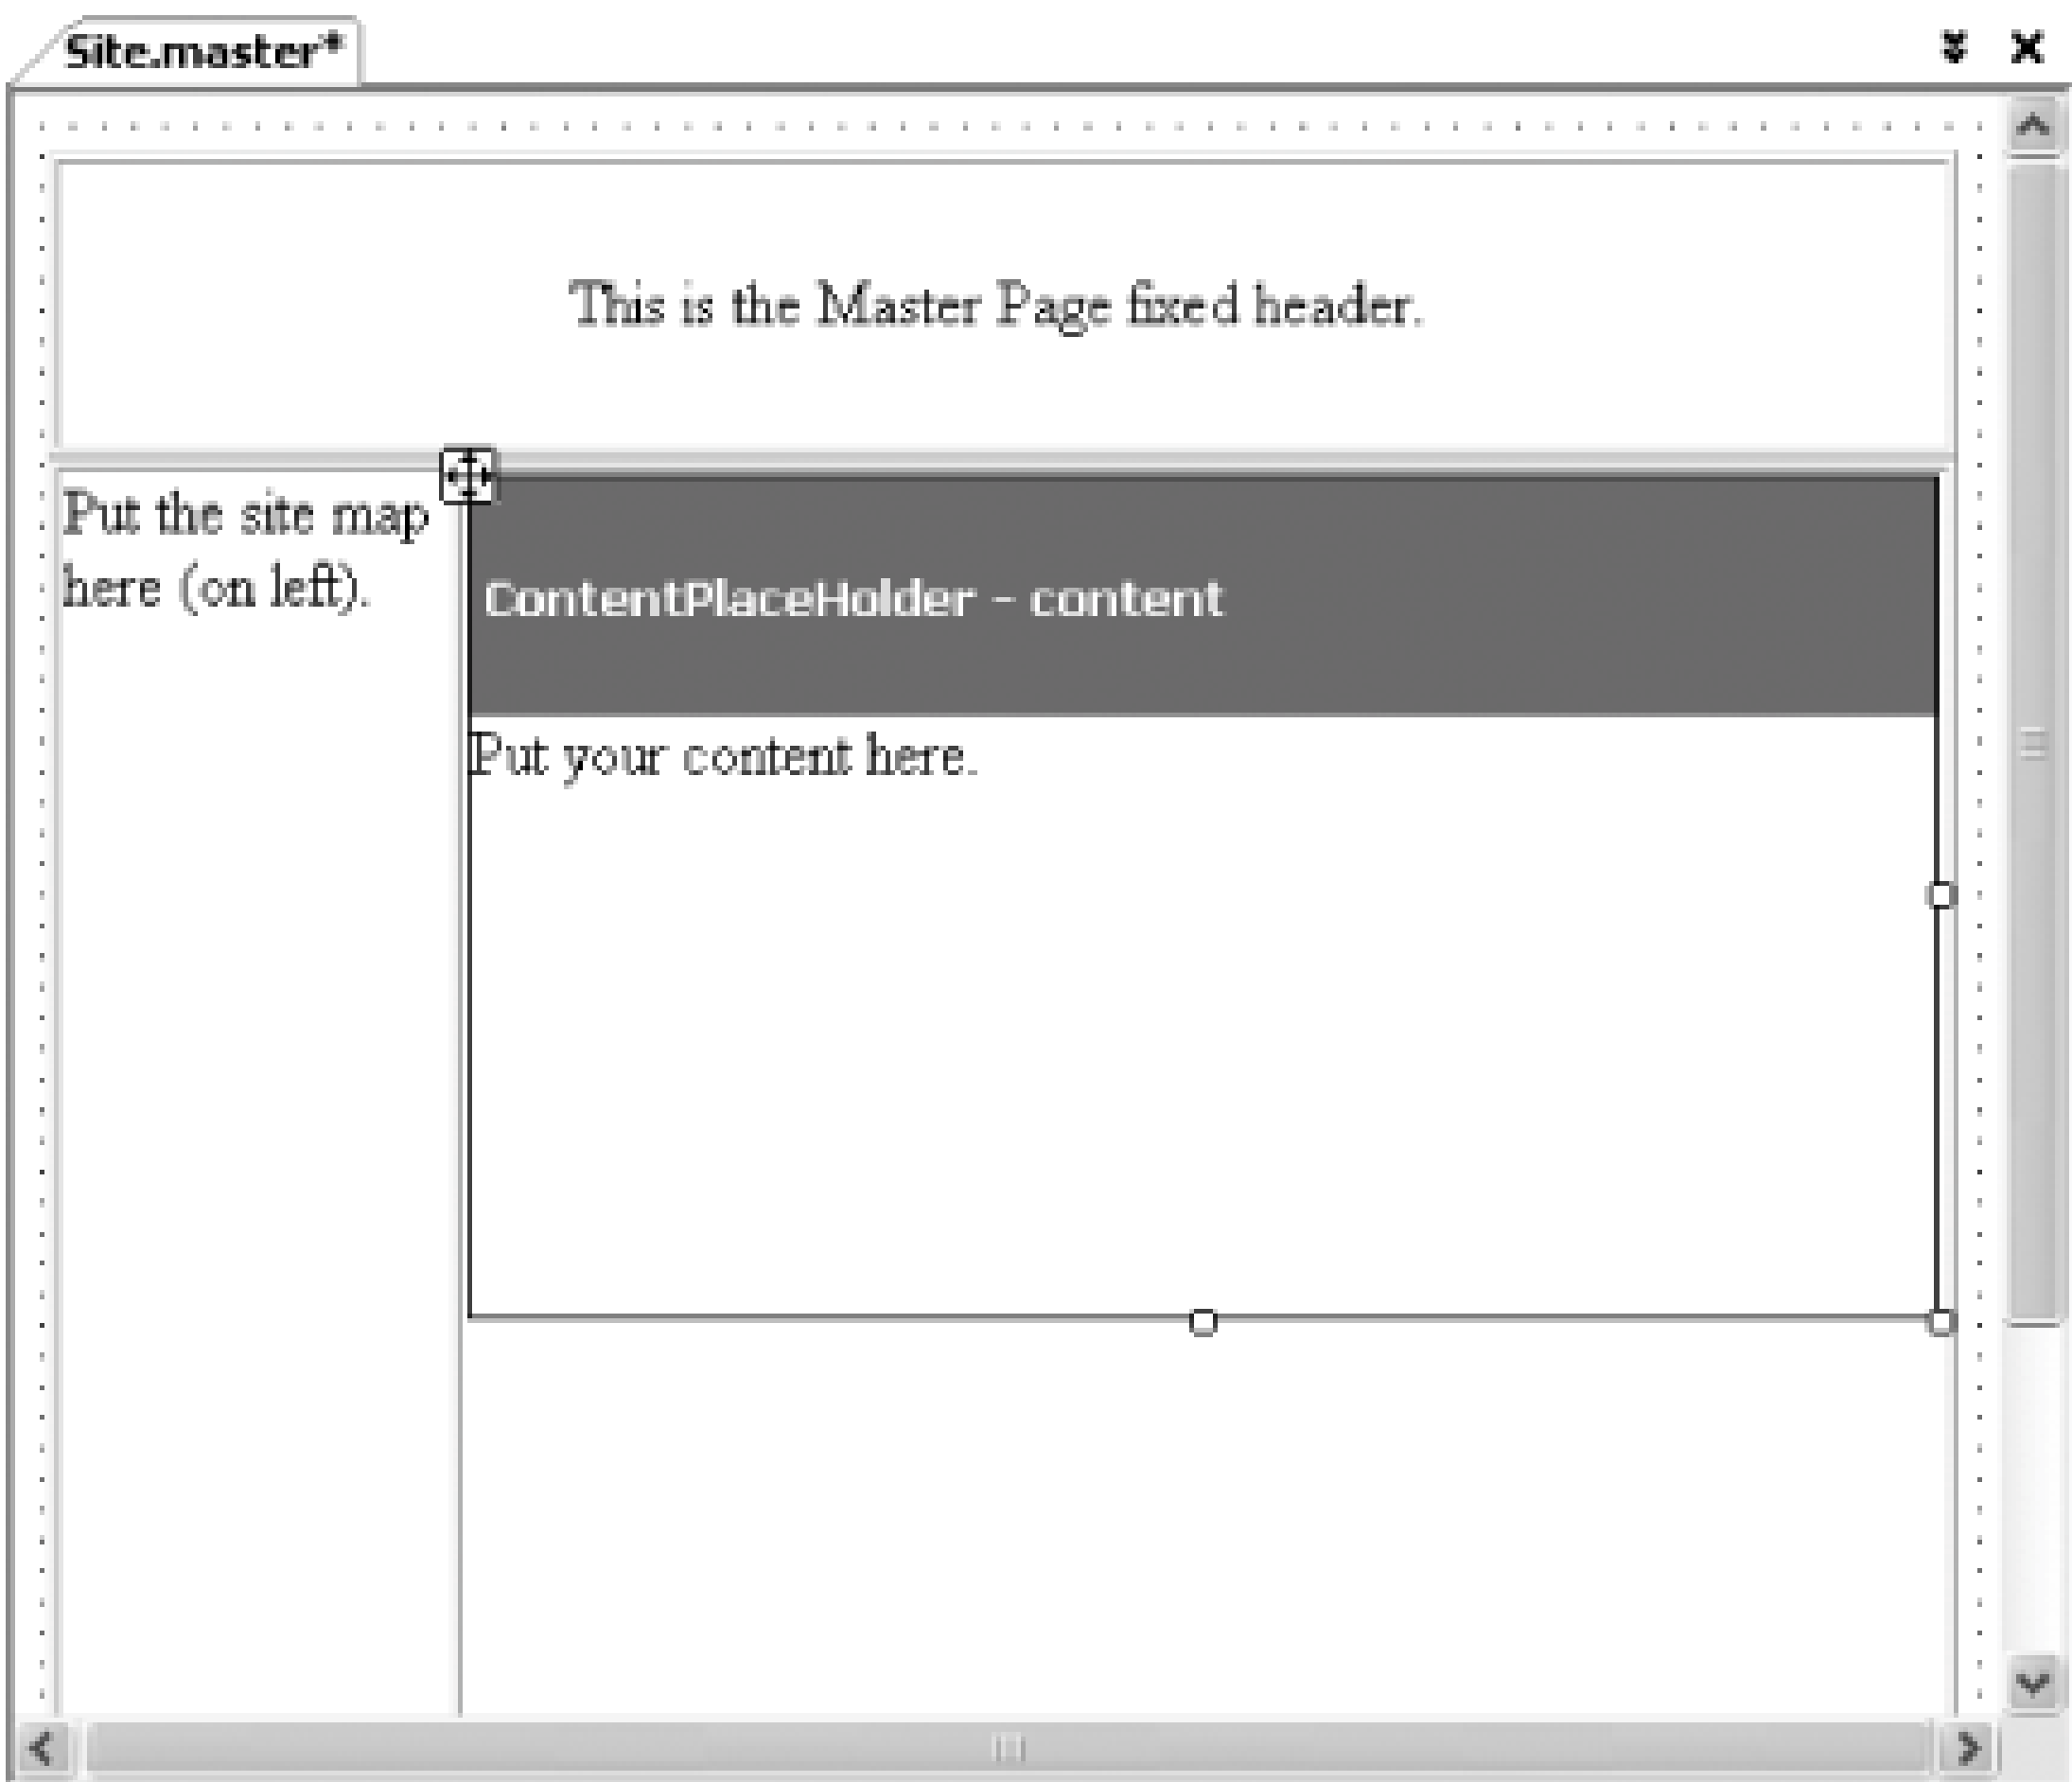 Site.master*
This is the Master Page fixed header.
Put the site map
here (on left).
ContentPlaceHolder - content
Put your content here.